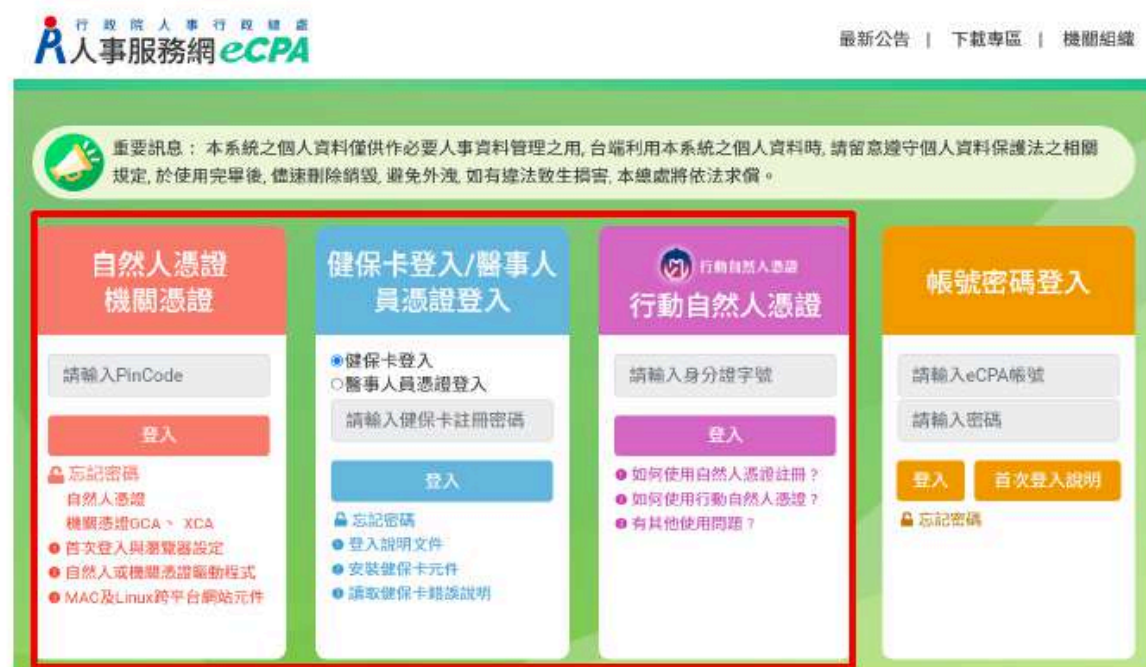 行政院人事行政總處
人事服務網eCPA
最新公告 | 下載專區 | 機關組織
重要訊息： 本系統之個人資料僅供作必要人事資料管理之用, 台端利用本系統之個人資料時, 請留意遵守個人資料保護法之相關
規定, 於使用完畢後, 儘速刪除銷毀, 避免外洩, 如有違法致生損害, 本總處將依法求償。
自然人憑證
機關憑證
請輸入PinCode
登入
忘記密碼
自然人憑證
機關憑證GCA、 XCA
首次登入與瀏覽器設定
自然人或機關憑證驅動程式
MAC及Linux跨平台網站元件
健保卡登入/醫事人
員憑證登入
健保卡登入
醫事人員憑證登入
請輸入健保卡註冊密碼
登入
忘記密碼
登入說明文件
安裝健保卡元件
讀取健保卡錯誤說明
行動自然人憑證
行動自然人憑證
請輸入身分證字號
登入
如何使用自然人憑證註冊？
如何使用行動自然人憑證？
有其他使用問題？
帳號密碼登入
請輸入eCPA帳號
請輸入密碼
登入 首次登入說明
忘記密碼